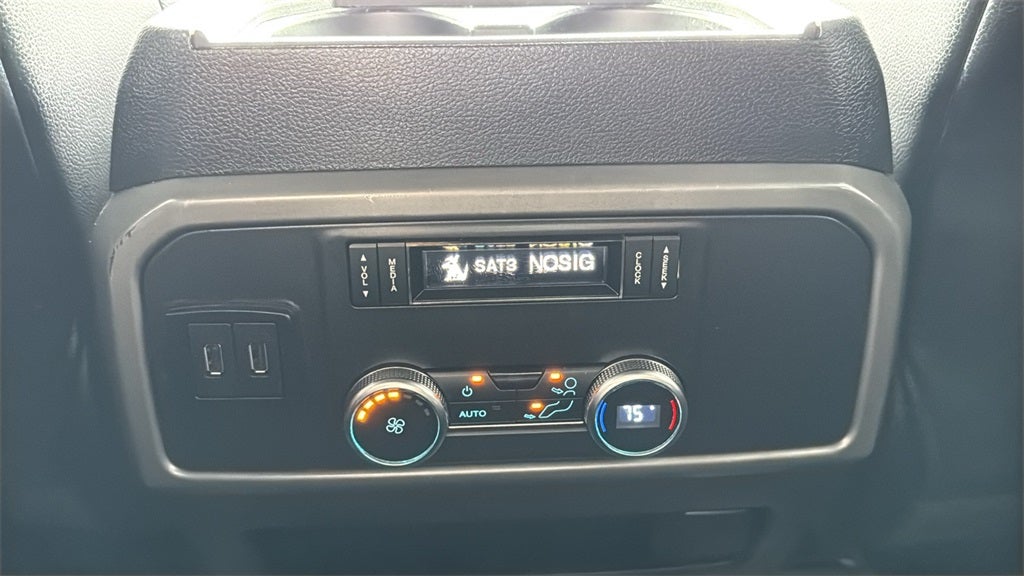 VOL
MEDIA
SAT3 NOSIG
CLOCK
SEEK
AUTO
75°